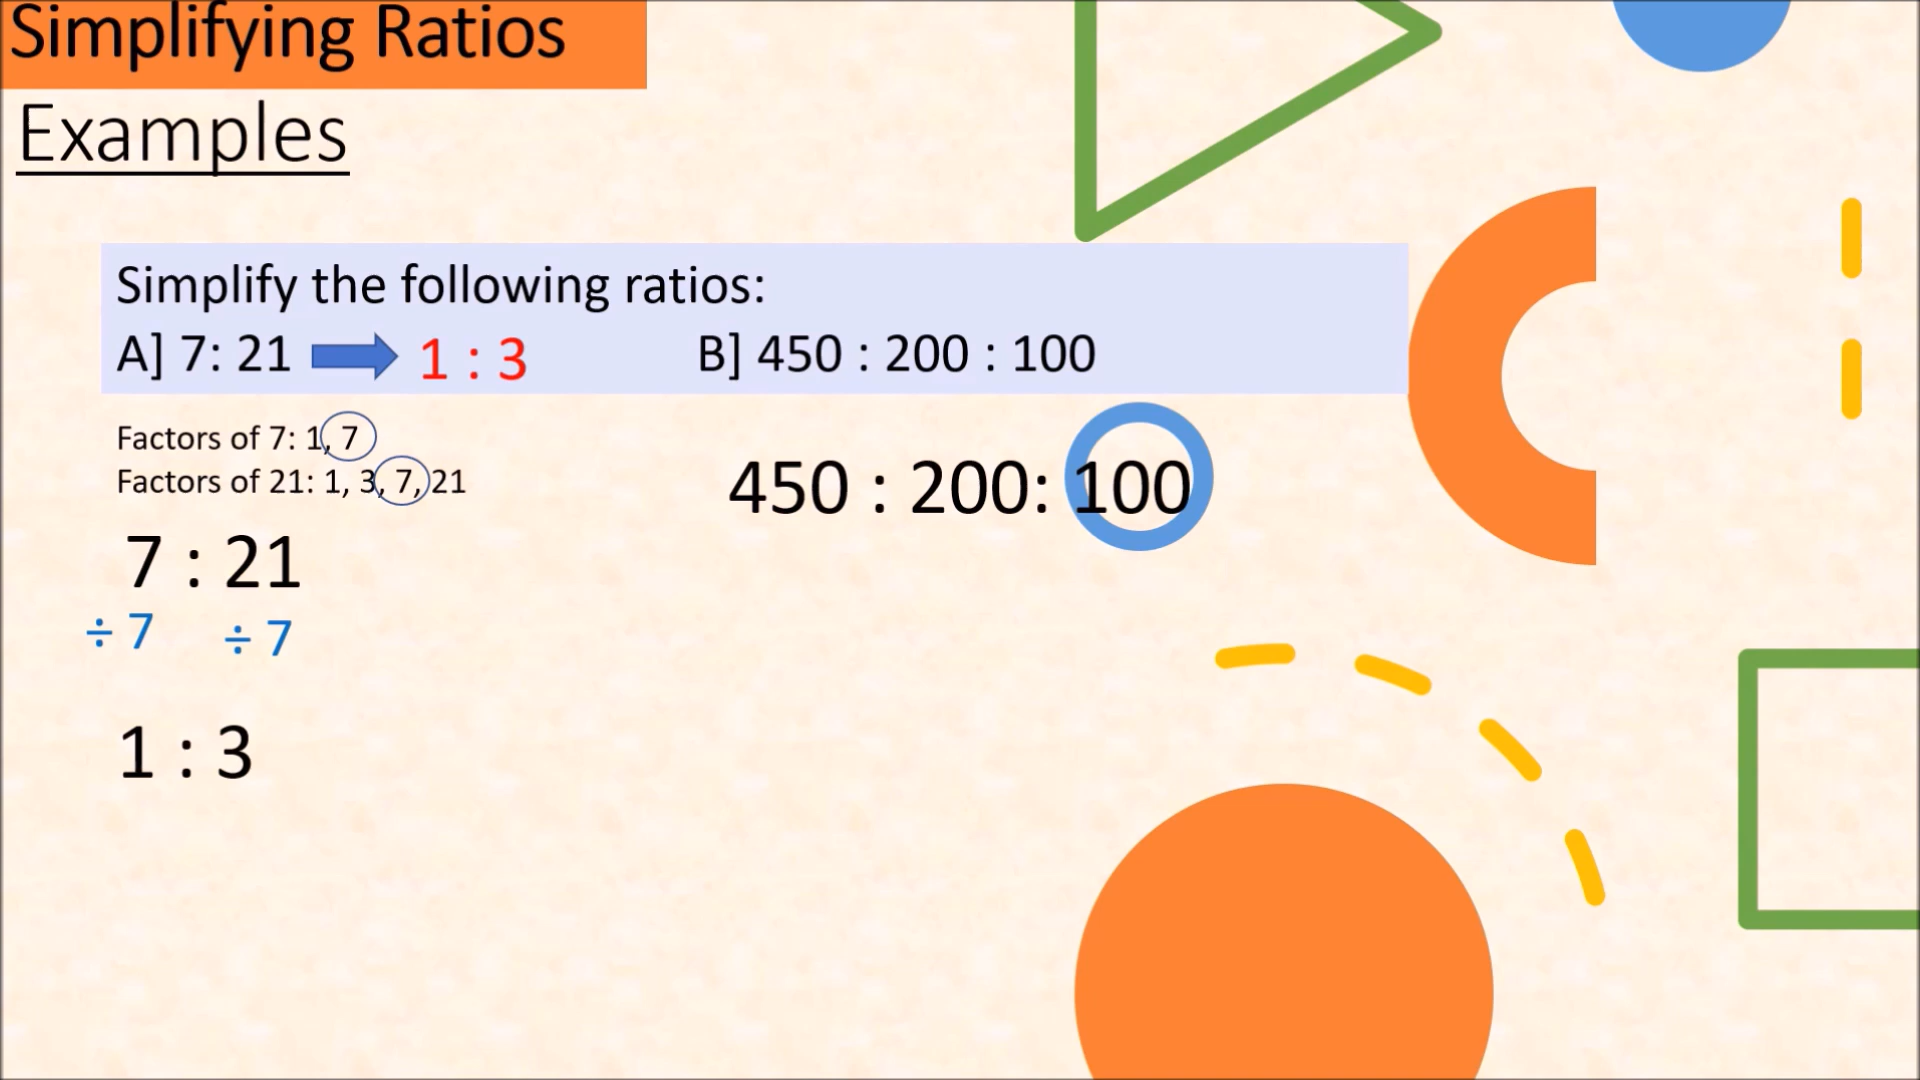 Simplifying Ratios
Examples
Simplify the following ratios:
A] 7: 21 1 : 3 B] 450 : 200 : 100
Factors of 7: 1, 7
Factors of 21: 1, 3, 7, 21
450 : 200: 100
7 : 21
÷ 7 ÷ 7
1 : 3